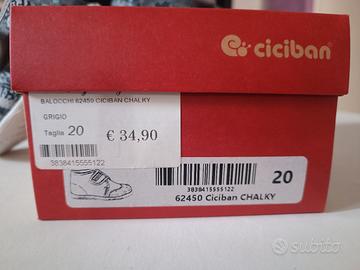 ciciban
BALOCCHI 62450 CICIBAN CHALKY
GRIGIO
Taglia 20
€ 34,90
3838415555122
3838415555122
20
62450 Ciciban CHALKY
subito